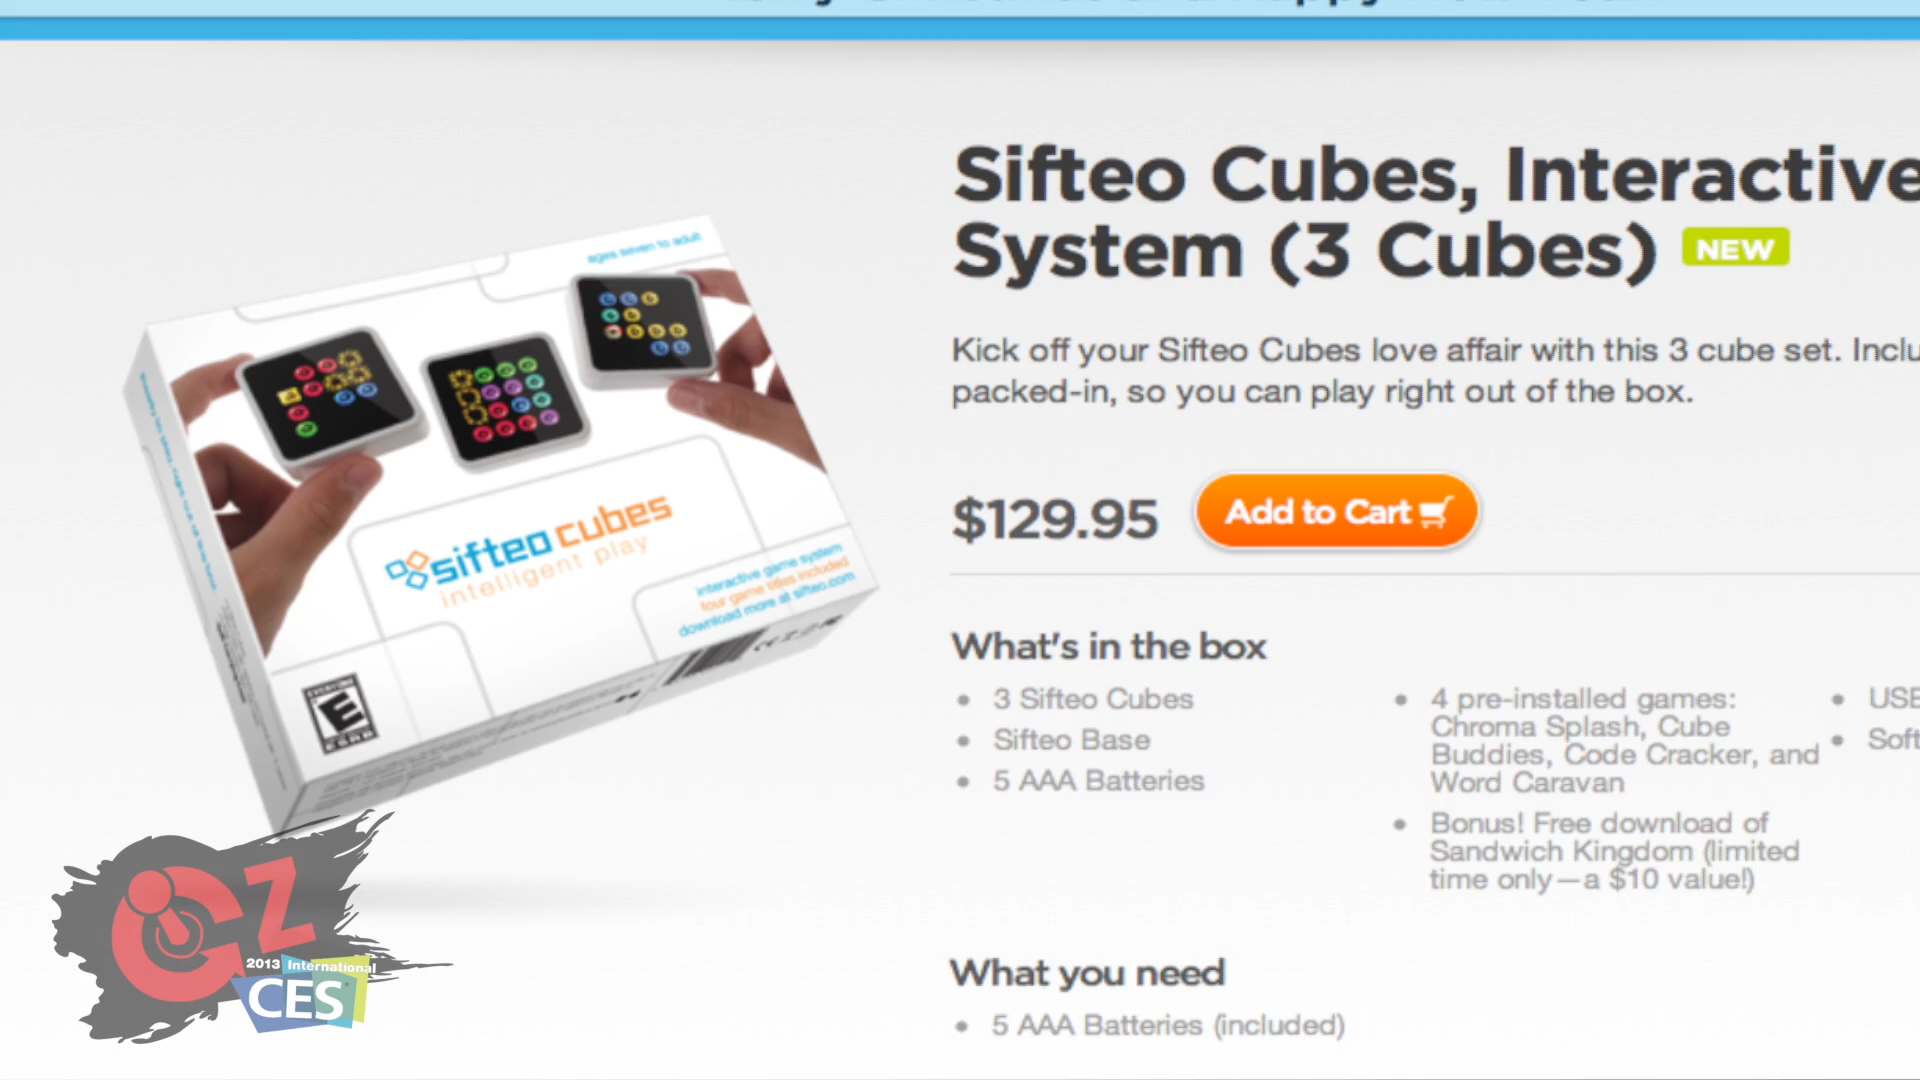 Sifteo Cubes, Interactive
System (3 Cubes) NEW
Kick off your Sifteo Cubes love affair with this 3 cube set.
packed-in, so you can play right out of the box.
$129.95 Add to Cart
What's in the box
3 Sifteo Cubes
Sifteo Base
5 AAA Batteries
4 pre-installed games:
Chroma Splash, Cube
Buddies, Code Cracker, and
Word Caravan
Bonus! Free download of
Sandwich Kingdom (limited
time only—a $10 value!)
What you need
5 AAA Batteries (included)
ages seven to adult
sifteo cubes
intelligent play
interactive game system
four game titles included
download more at sifteo.com
EVERYONE
E
ESRB
2013 International
CES